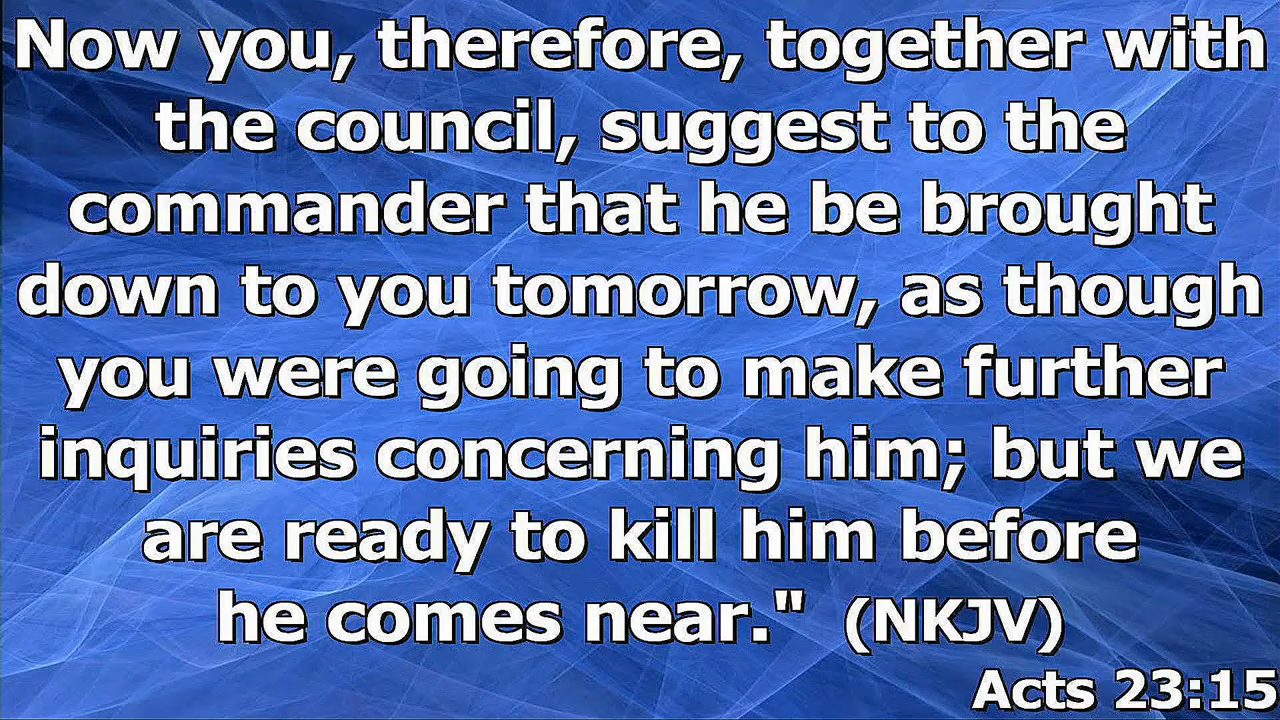 Now you, therefore, together with
the council, suggest to the
commander that he be brought
down to you tomorrow, as though
you were going to make further
inquiries concerning him; but we
are ready to kill him before
he comes near." (NKJV)
Acts 23:15